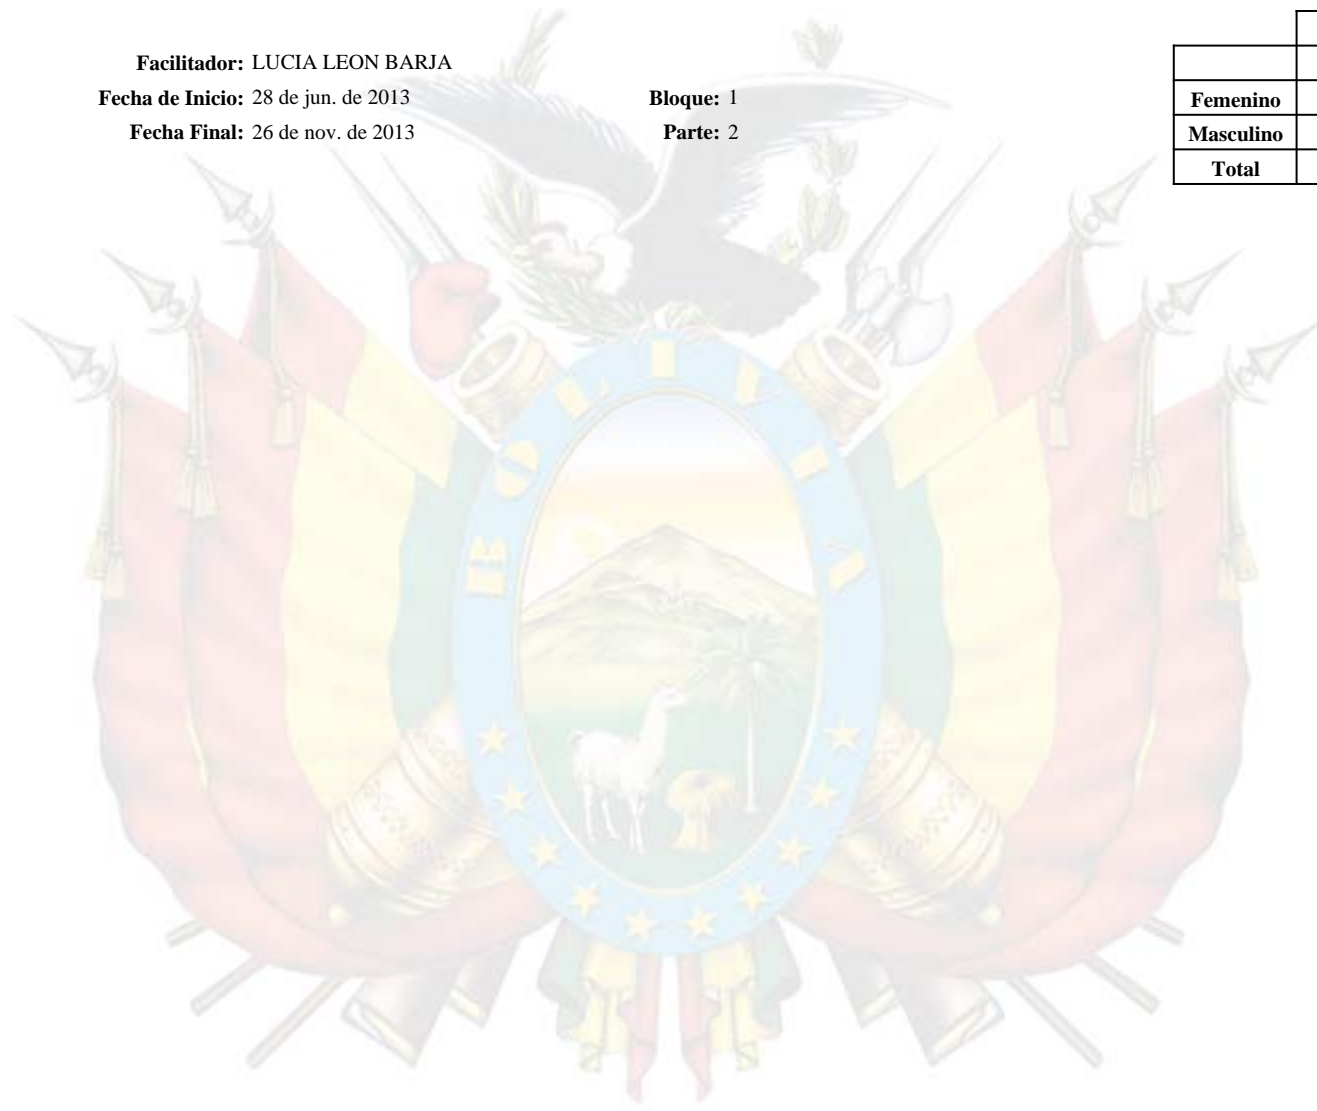 Facilitador: LUCIA LEON BARJA
Fecha de Inicio: 28 de jun. de 2013 Bloque: 1
Fecha Final: 26 de nov. de 2013 Parte: 2
Femenino
Masculino
Total
BOLIVIA